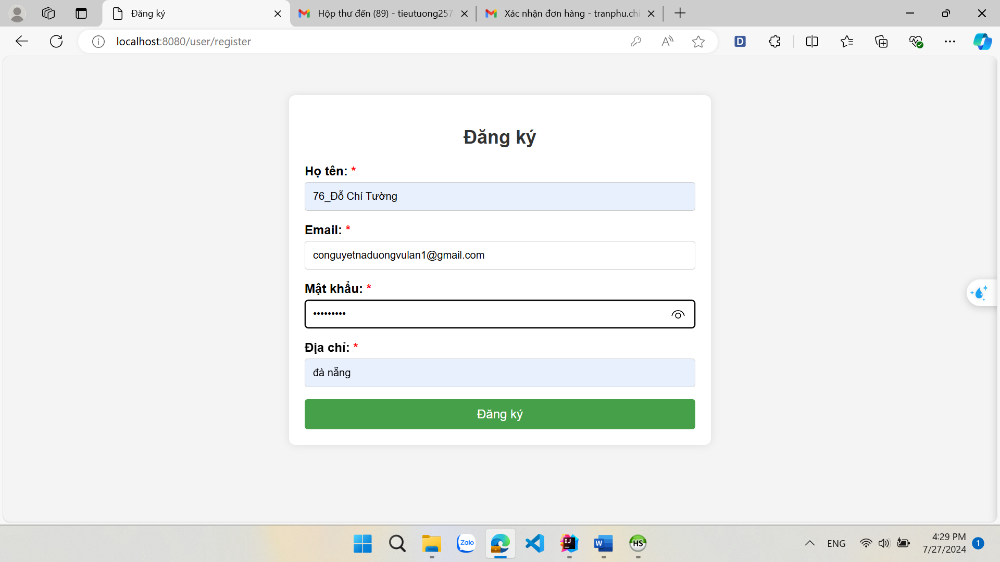 Đăng ký
Hộp thư đến (89) - tieutuong257
Xác nhận đơn hàng - tranphu.chi
localhost:8080/user/register
Đăng ký
Họ tên: *
76_Đỗ Chí Tường
Email: *
conguyetnaduongvulan1@gmail.com
Mật khẩu: *
•••••••••
Địa chỉ: *
đà nẵng
Đăng ký
Zalo
IJ
W
HS
ENG
4:29 PM
7/27/2024
1
D